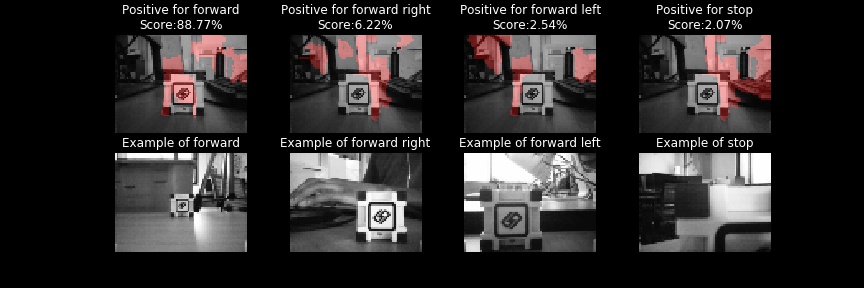 Positive for forward
Score:88.77%
Positive for forward right
Score:6.22%
Positive for forward left
Score:2.54%
Positive for stop
Score:2.07%
Example of forward
Example of forward right
Example of forward left
Example of stop